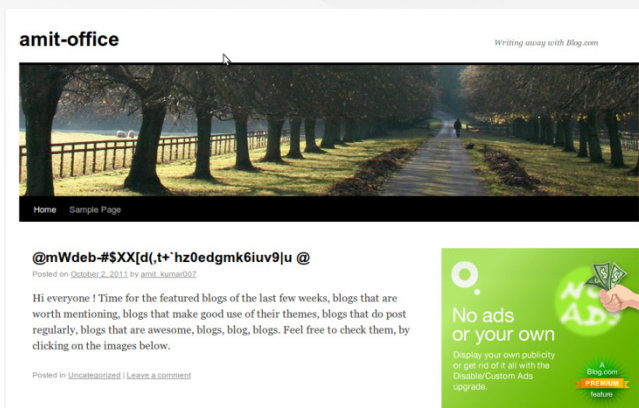 amit-office
Writing away with Blog.com
Home Sample Page
@mWdeb-#$XX[d(,t+`hz0edgmk6iuv9|u @
Posted on October 2, 2011 by amit_kumar007
Hi everyone ! Time for the featured blogs of the last few weeks, blogs that are
worth mentioning, blogs that make good use of their themes, blogs that do post
regularly, blogs that are awesome, blogs, blog, blogs. Feel free to check them, by
clicking on the images below.
Posted in Uncategorized | Leave a comment
NO
ADS
No ads
or your own
Display your own publicity
or get rid of it all with the
Disable/Custom Ads
upgrade.
A
Blog.com
PREMIUM
feature